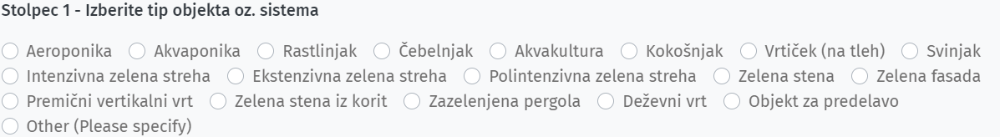 Stolpec 1 - Izberite tip objekta oz. sistema
Aeroponika Akvaponika Rastlinjak Čebelnjak Akvakultura Kokošnjak Vrtiček (na tleh) Svinjak
Intenzivna zelena streha Ekstenzivna zelena streha Polintenzivna zelena streha Zelena stena Zelena fasada
Premični vertikalni vrt Zelena stena iz korit Zazelenjena pergola Deževni vrt Objekt za predelavo
Other (Please specify)